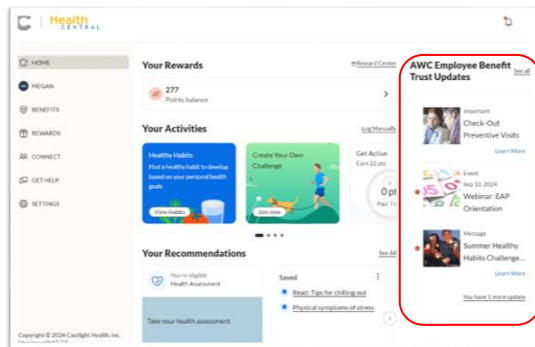 Health
CENTRAL
HOME
MEGAN
BENEFITS
REWARDS
CONNECT
GET HELP
SETTINGS
Copyright © 2024 Castlight Health, Inc.
Your Rewards
Reward Center
277
Points balance
Your Activities
Log Manually
Healthy Habits
Find a healthy habit to develop
based on your personal health
goals
View Habits
Create Your Own
Challenge
Join now
Get Active
Earn 22 pts
0 pt
Past 7
Your Recommendations
See All
You're eligible
Health Assessment
Take your health assessment
Saved
Read: Tips for chilling out
Physical symptoms of stress
AWC Employee Benefit
Trust Updates
See all
Important
Check-Out
Preventive Visits
Learn More
Event
Sep 10, 2024
Webinar: EAP
Orientation
Message
Summer Healthy
Habits Challenge...
Learn More
You have 1 more update